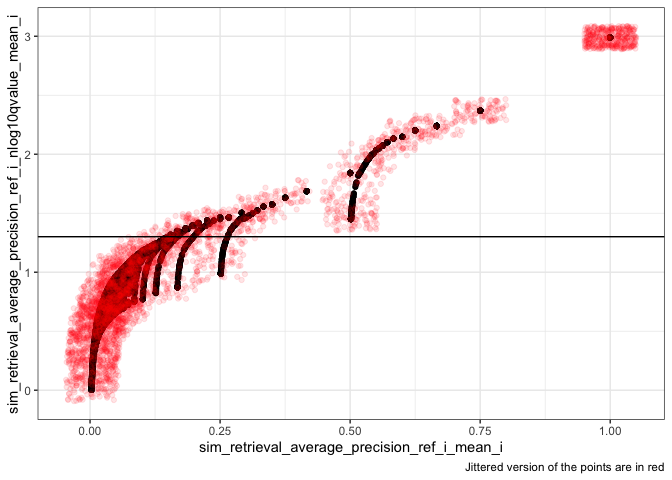 sim_retrieval_average_precision_ref_i_nlog10qvalue_mean_i
3
2
1
0
0.00 0.25 0.50 0.75 1.00
sim_retrieval_average_precision_ref_i_mean_i
Jittered version of the points are in red